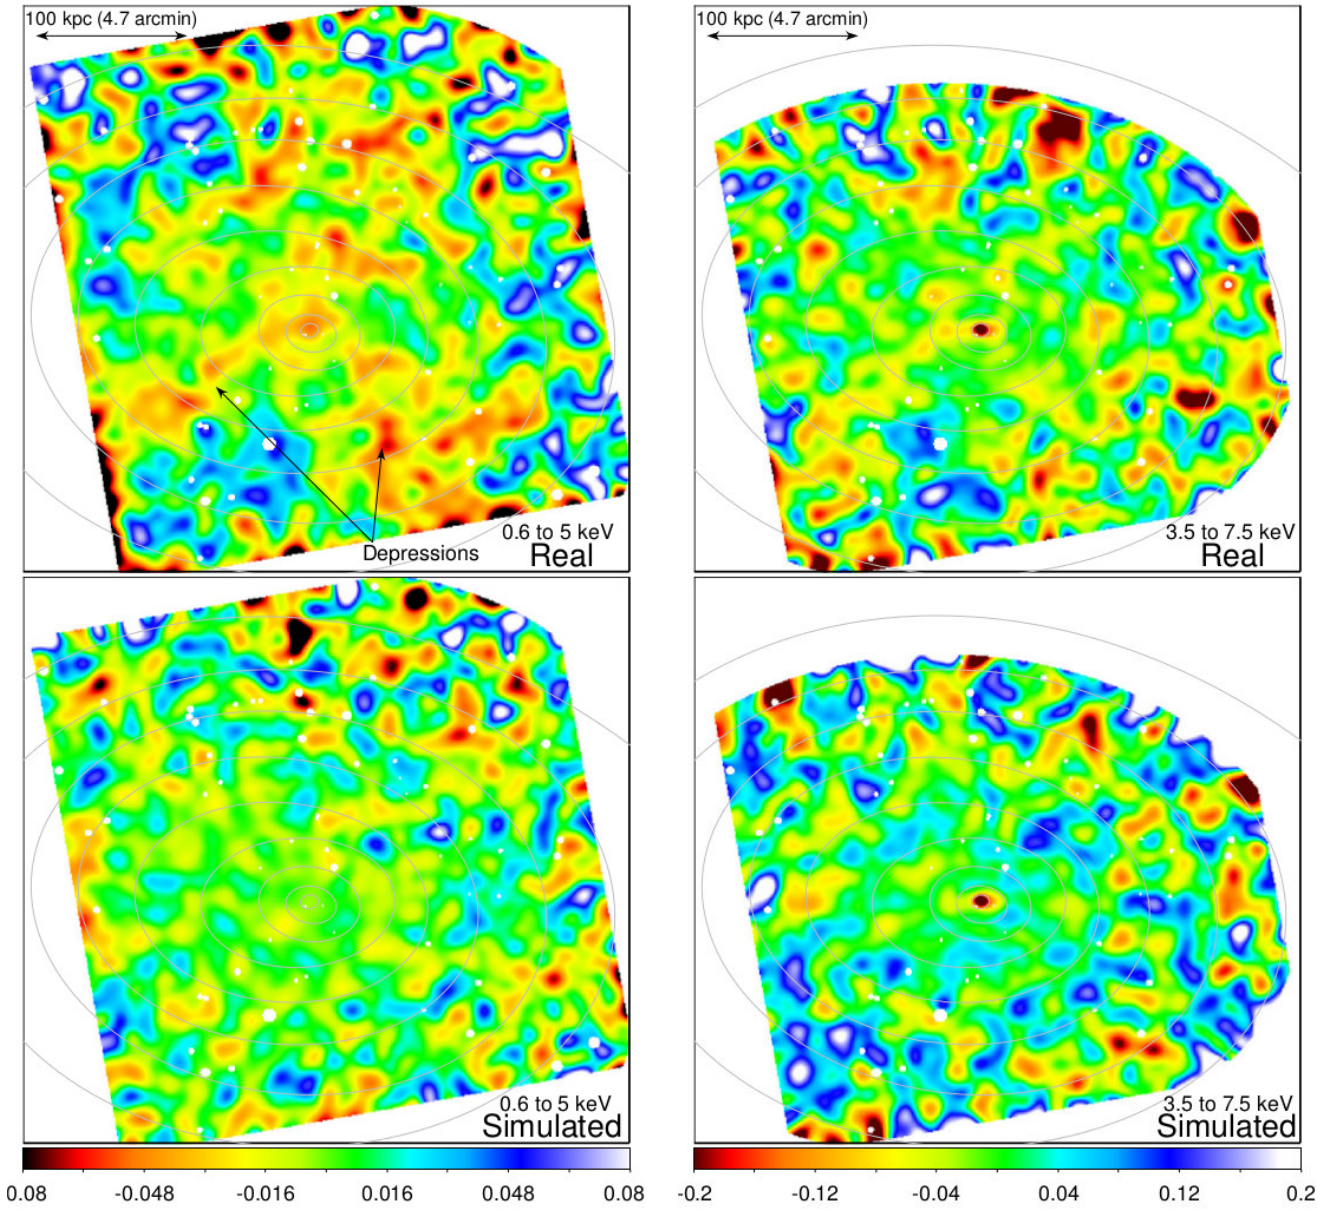 100 kpc (4.7 arcmin)
100 kpc (4.7 arcmin)
Depressions
0.6 to 5 keV
Real
3.5 to 7.5 keV
Real
0.6 to 5 keV
Simulated
3.5 to 7.5 keV
Simulated
0.08 -0.048 -0.016 0.016 0.048 0.08
-0.2 -0.12 -0.04 0.04 0.12 0.2